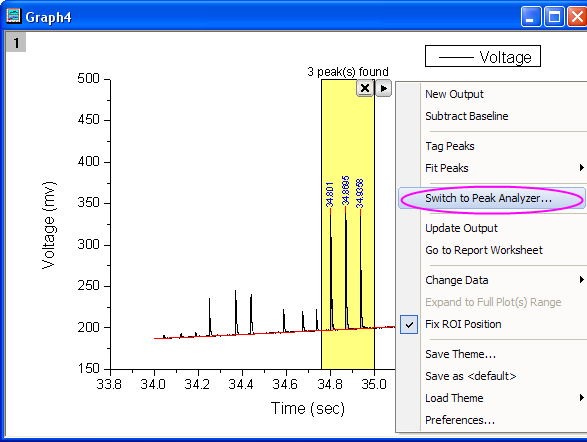 Graph4
1
Voltage
3 peak(s) found
500
450
400
350
300
250
200
150
Voltage (mv)
34.801
34.8695
34.9358
33.8 34.0 34.2 34.4 34.6 34.8 35.0
Time (sec)
New Output
Subtract Baseline
Tag Peaks
Fit Peaks
Switch to Peak Analyzer...
Update Output
Go to Report Worksheet
Change Data
Expand to Full Plot(s) Range
Fix ROI Position
Save Theme...
Save as <default>
Load Theme
Preferences...